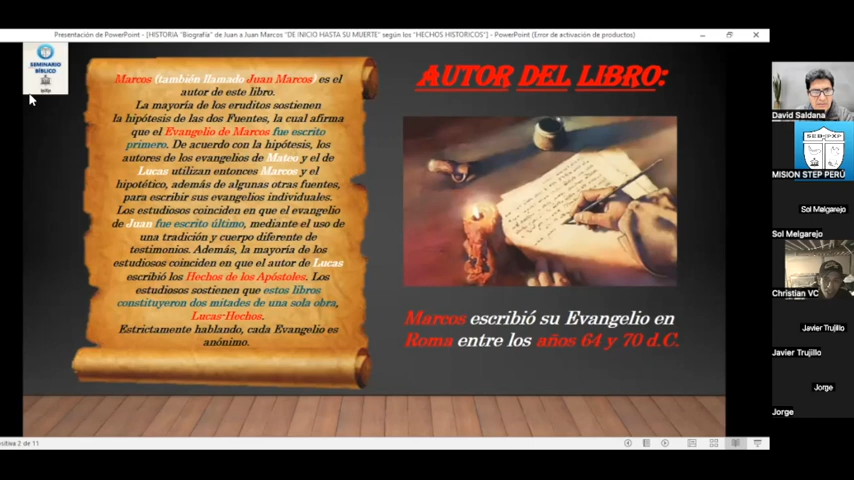 Presentación de PowerPoint - [HISTORIA "Biografía" de Juan a Juan Marcos "DE INICIO HASTA SU MUERTE" según los "HECHOS HISTORICOS"] - PowerPoint (Error de activación de productos)
SEMINARIO
BÍBLICO
Marcos (también llamado Juan Marcos) es el
autor de este libro.
La mayoría de los eruditos sostienen
la hipótesis de las dos Fuentes, la cual afirma
que el Evangelio de Marcos fue escrito
primero. De acuerdo con la hipótesis, los
autores de los evangelios de Mateo y el de
Lucas utilizan entonces Marcos y el
hipotético, además de algunas otras fuentes,
para escribir sus evangelios individuales.
Los estudiosos coinciden en que el evangelio
de Juan fue escrito último, mediante el uso de
una tradición y cuerpo diferente de
testimonios. Además, la mayoría de los
estudiosos coinciden en que el autor de Lucas
escribió los Hechos de los Apóstoles. Los
estudiosos sostienen que estos libros
constituyeron dos mitades de una sola obra,
Lucas-Hechos.
Estrictamente hablando, cada Evangelio es
anónimo.
AUTOR DEL LIBRO:
Marcos escribió su Evangelio en
Roma entre los años 64 y 70 d.C.
ositiva 2 de 11
David Saldana
MISION STEP PERÚ
Sol Malgarejo
Sol Malgarejo
Christian VC
Javier Trujillo
Javier Trujillo
Jorge
Jorge